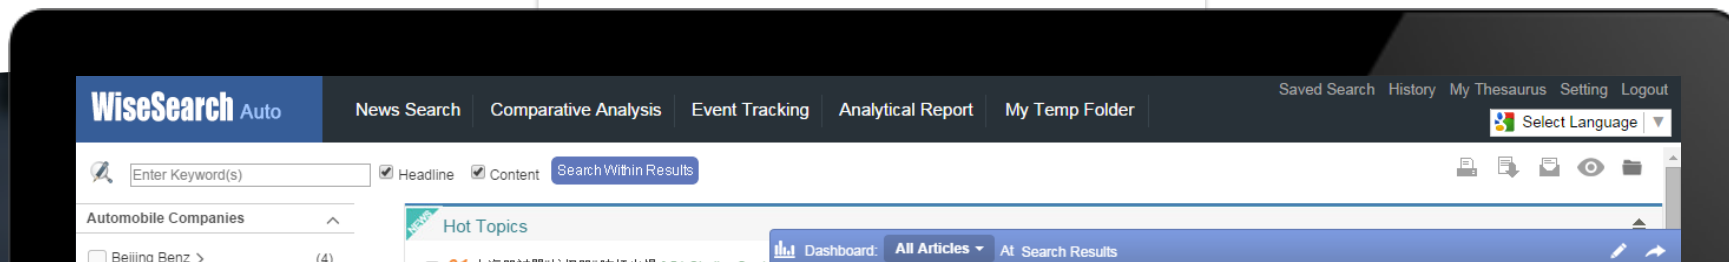 WiseSearch Auto
News Search
Comparative Analysis
Event Tracking
Analytical Report
My Temp Folder
Saved Search History My Thesaurus Setting Logout
Select Language
Enter Keyword(s)
Headline
Content
Search Within Results
Automobile Companies
NEWS
Hot Topics
Dashboard: All Articles At Search Results
Beijing Benz > (4)